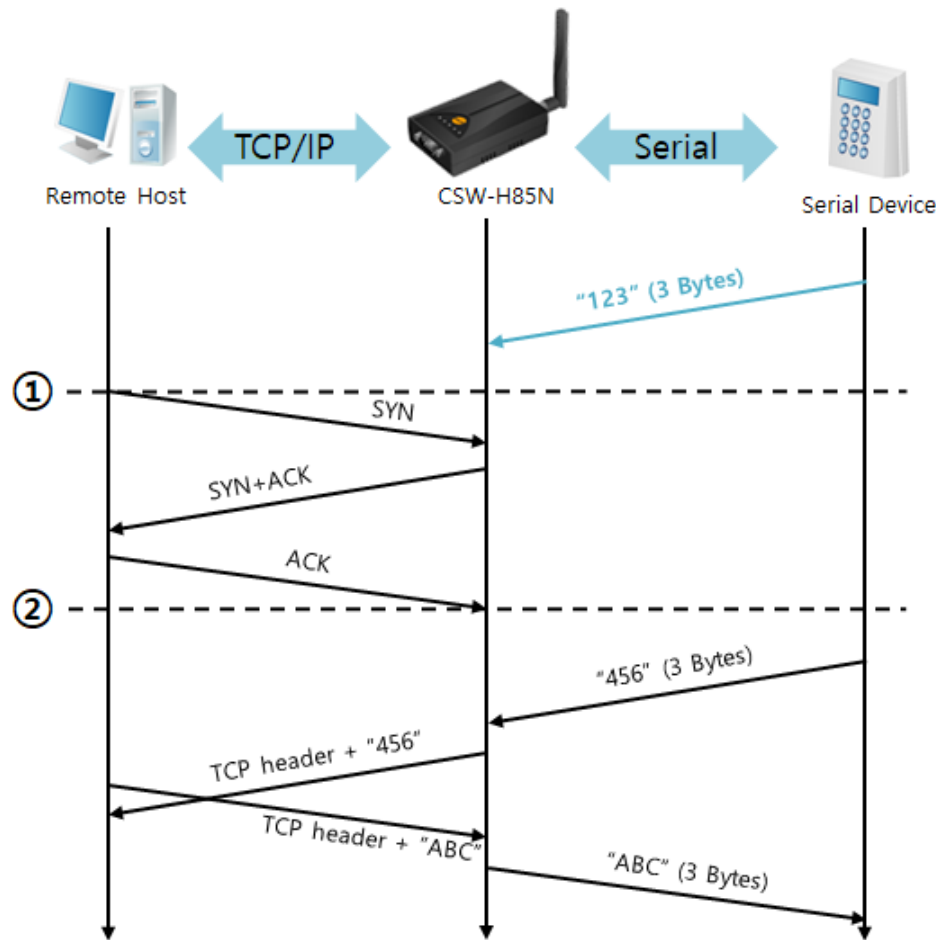 TCP/IP
Serial
Remote Host
CSW-H85N
Serial Device
"123" (3 Bytes)
①
SYN
SYN+ACK
ACK
②
"456" (3 Bytes)
TCP header + "456"
TCP header + "ABC"
"ABC" (3 Bytes)